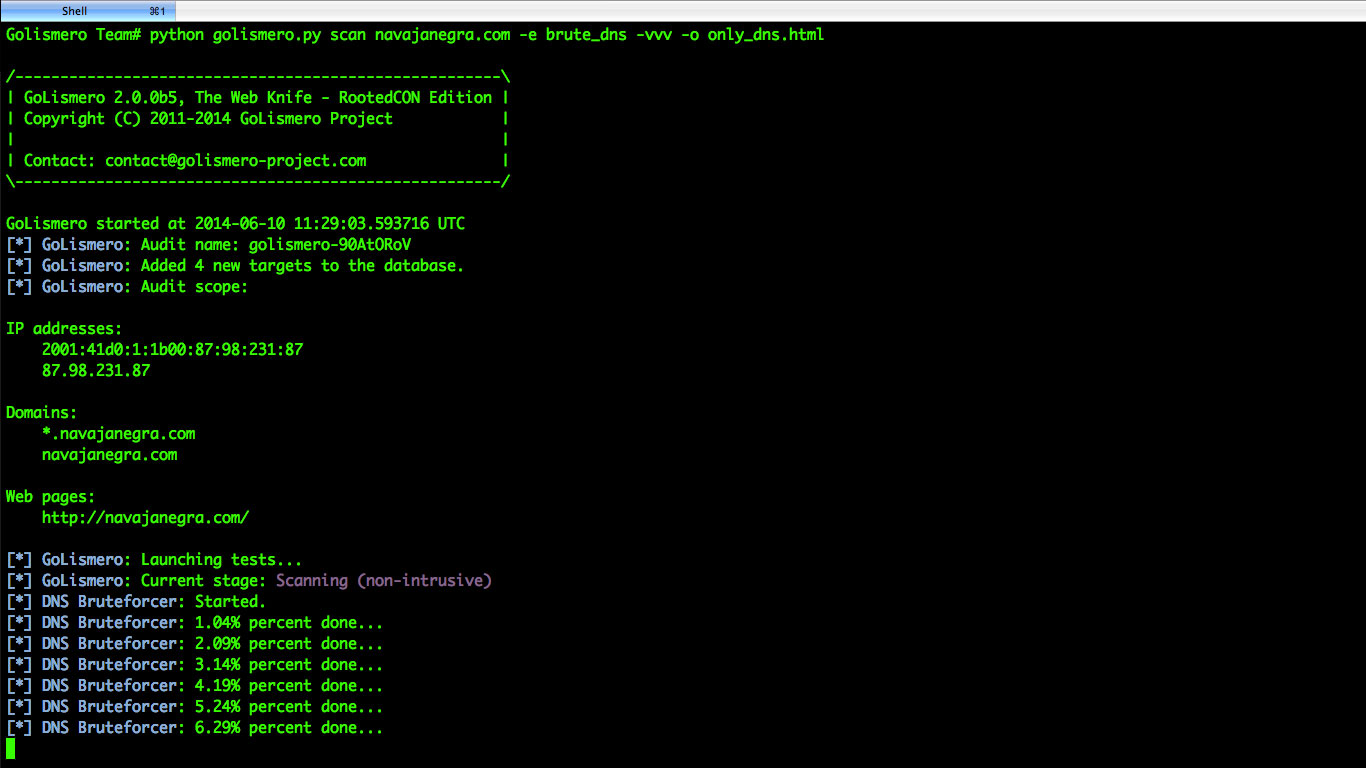 Shell ⌘1
Golismero Team# python golismero.py scan navajanegra.com -e brute_dns -vvv -o only_dns.html
/------------------------------------------------------\
| GoLismero 2.0.0b5, The Web Knife - RootedCON Edition |
| Copyright (C) 2011-2014 GoLismero Project            |
|                                                      |
| Contact: contact@golismero-project.com               |
\------------------------------------------------------/
GoLismero started at 2014-06-10 11:29:03.593716 UTC
[*] GoLismero: Audit name: golismero-90AtORoV
[*] GoLismero: Added 4 new targets to the database.
[*] GoLismero: Audit scope:
IP addresses:
    2001:41d0:1:1b00:87:98:231:87
    87.98.231.87
Domains:
    *.navajanegra.com
    navajanegra.com
Web pages:
    http://navajanegra.com/
[*] GoLismero: Launching tests...
[*] GoLismero: Current stage: Scanning (non-intrusive)
[*] DNS Bruteforcer: Started.
[*] DNS Bruteforcer: 1.04% percent done...
[*] DNS Bruteforcer: 2.09% percent done...
[*] DNS Bruteforcer: 3.14% percent done...
[*] DNS Bruteforcer: 4.19% percent done...
[*] DNS Bruteforcer: 5.24% percent done...
[*] DNS Bruteforcer: 6.29% percent done...